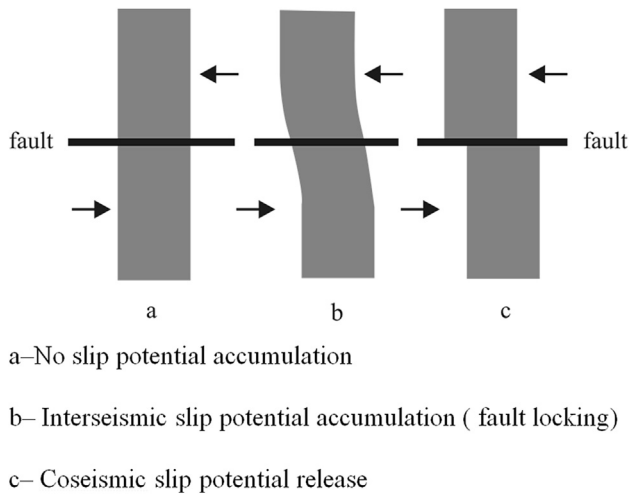 fault
fault
a
b
c
a–No slip potential accumulation
b– Interseismic slip potential accumulation ( fault locking)
c– Coseismic slip potential release